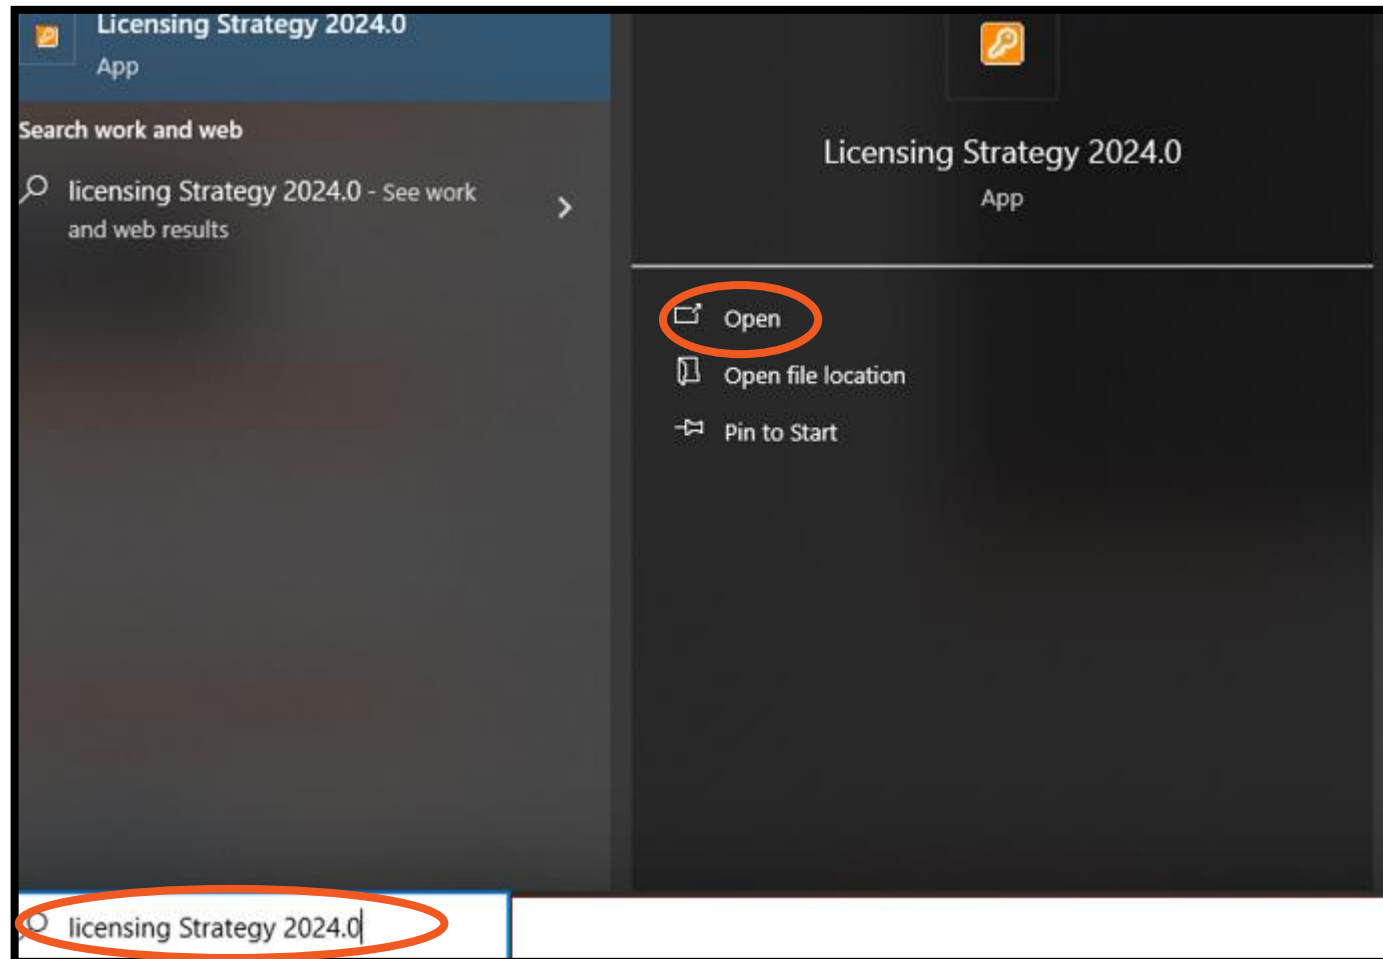 Licensing Strategy 2024.0
App
Search work and web
licensing Strategy 2024.0 - See work
and web results
licensing Strategy 2024.0
Licensing Strategy 2024.0
App
Open
Open file location
Pin to Start